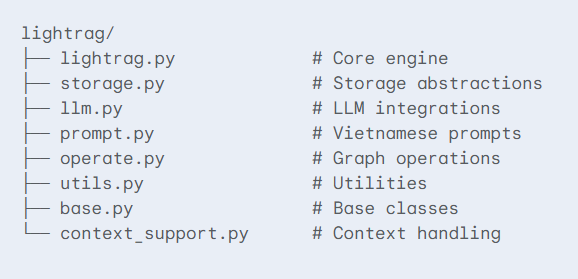 lightrag/
├── lightrag.py             # Core engine
├── storage.py              # Storage abstractions
├── llm.py                  # LLM integrations
├── prompt.py               # Vietnamese prompts
├── operate.py              # Graph operations
├── utils.py                # Utilities
├── base.py                 # Base classes
└── context_support.py      # Context handling